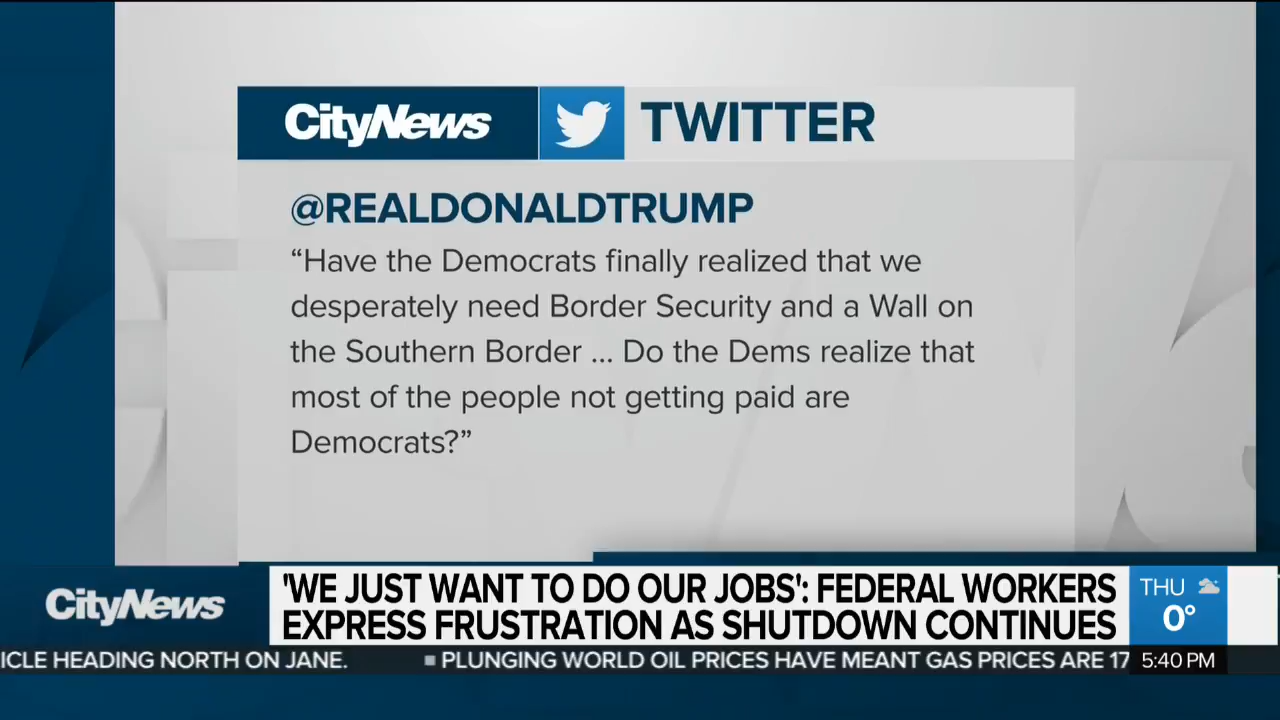 CityNews TWITTER
@REALDONALDTRUMP
“Have the Democrats finally realized that we
desperately need Border Security and a Wall on
the Southern Border ... Do the Dems realize that
most of the people not getting paid are
Democrats?”
CityNews
'WE JUST WANT TO DO OUR JOBS': FEDERAL WORKERS
EXPRESS FRUSTRATION AS SHUTDOWN CONTINUES
THU
0°
ICLE HEADING NORTH ON JANE. PLUNGING WORLD OIL PRICES HAVE MEANT GAS PRICES ARE 17
5:40 PM